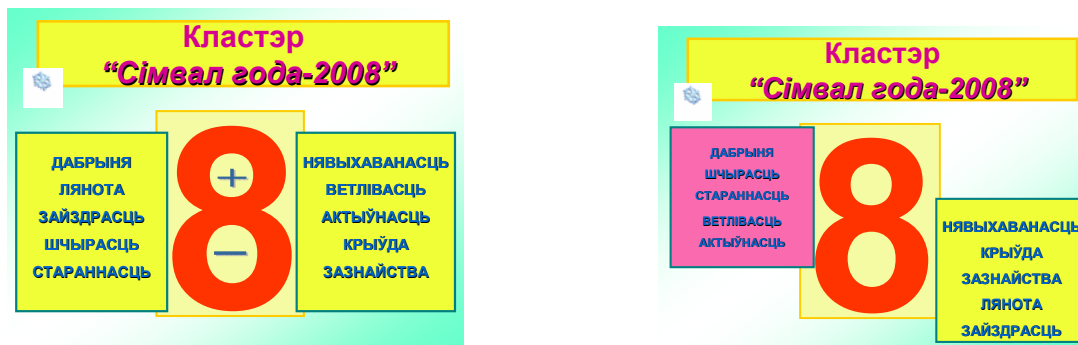 Кластэр
“Сімвал года-2008”
ДАБРЫНЯ
ЛЯНОТА
ЗАЙЗДРАСЦЬ
ШЧЫРАСЦЬ
СТАРАННАСЦЬ
8
+
–
НЯВЫХАВАНАСЦЬ
ВЕТЛІВАСЦЬ
АКТЫЎНАСЦЬ
КРЫЎДА
ЗАЗНАЙСТВА
Кластэр
“Сімвал года-2008”
ДАБРЫНЯ
ШЧЫРАСЦЬ
СТАРАННАСЦЬ
ВЕТЛІВАСЦЬ
АКТЫЎНАСЦЬ
8
НЯВЫХАВАНАСЦЬ
КРЫЎДА
ЗАЗНАЙСТВА
ЛЯНОТА
ЗАЙЗДРАСЦЬ